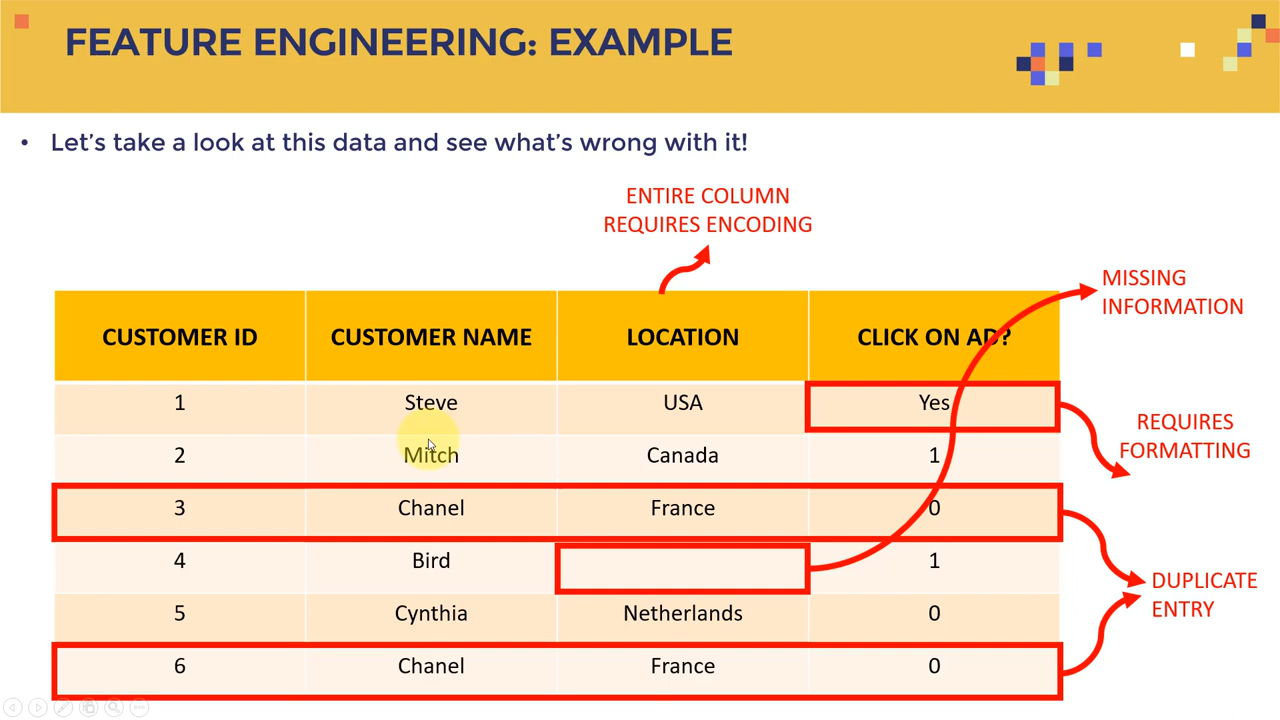 FEATURE ENGINEERING: EXAMPLE
• Let's take a look at this data and see what's wrong with it!
ENTIRE COLUMN
REQUIRES ENCODING
MISSING
INFORMATION
CUSTOMER ID CUSTOMER NAME LOCATION CLICK ON AD?
1 Steve USA Yes
REQUIRES
FORMATTING
2 Mitch Canada 1
3 Chanel France 0
4 Bird 1
DUPLICATE
ENTRY
5 Cynthia Netherlands 0
6 Chanel France 0